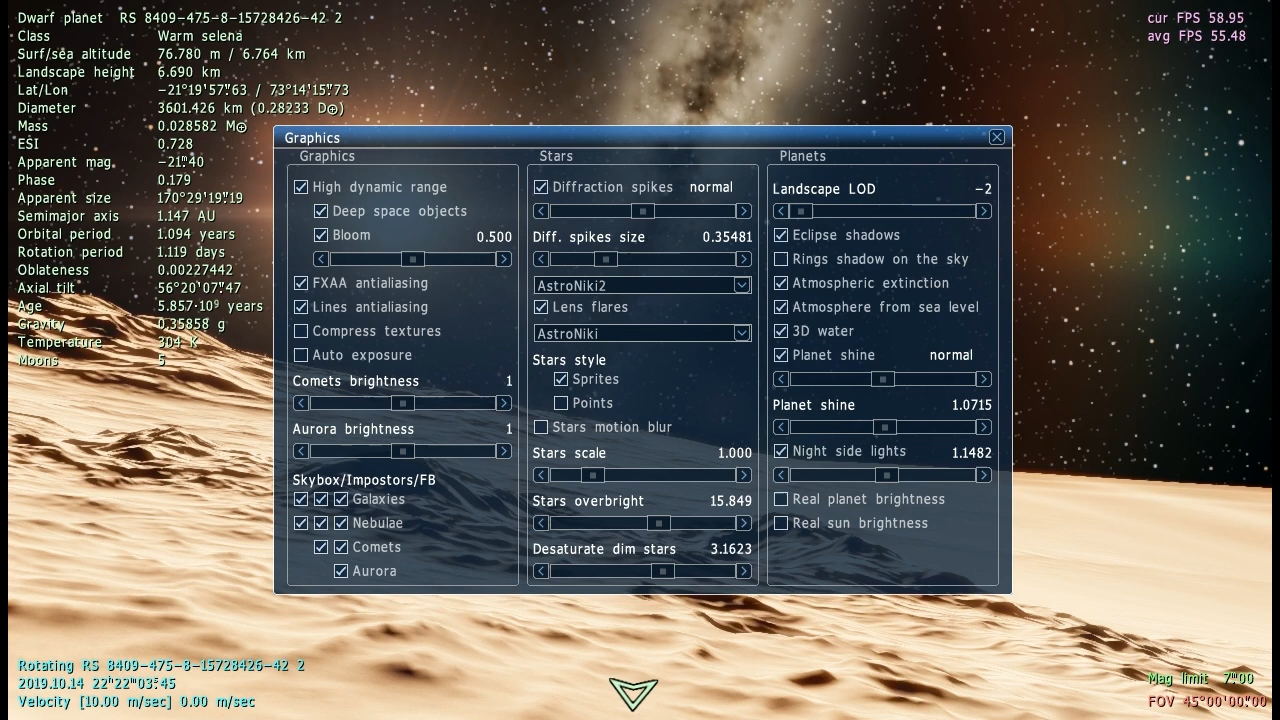 Dwarf planet RS 8409-475-8-15728426-42 2
Class Warm selena
Surf/sea altitude 76.780 m / 6.764 km
Landscape height 6.690 km
Lat/Lon -21°19'57"63 / 73°14'15"73
Diameter 3601.426 km (0.28233 D⊕)
Mass 0.028582 M⊕
ESI 0.728
Apparent mag -21ᵐ40
Phase 0.179
Apparent size 170°29'19"19
Semimajor axis 1.147 AU
Orbital period 1.094 years
Rotation period 1.119 days
Oblateness 0.00227442
Axial tilt 56°20'07"47
Age 5.857·10⁹ years
Gravity 0.35858 g
Temperature 304 K
Moons 5
cur FPS 58.95
avg FPS 55.48
Graphics
Graphics
High dynamic range
Deep space objects
Bloom 0.500
FXAA antialiasing
Lines antialiasing
Compress textures
Auto exposure
Comets brightness 1
Aurora brightness 1
Skybox/Impostors/FB
Galaxies
Nebulae
Comets
Aurora
Stars
Diffraction spikes normal
Diff. spikes size 0.35481
AstroNiki2
Lens flares
AstroNiki
Stars style
Sprites
Points
Stars motion blur
Stars scale 1.000
Stars overbright 15.849
Desaturate dim stars 3.1623
Planets
Landscape LOD -2
Eclipse shadows
Rings shadow on the sky
Atmospheric extinction
Atmosphere from sea level
3D water
Planet shine normal
Planet shine 1.0715
Night side lights 1.1482
Real planet brightness
Real sun brightness
Rotating RS 8409-475-8-15728426-42 2
2019.10.14 22ʰ22ᵐ03ˢ45
Velocity [10.00 m/sec] 0.00 m/sec
Mag limit 7ᵐ00
FOV 45°00'00"00